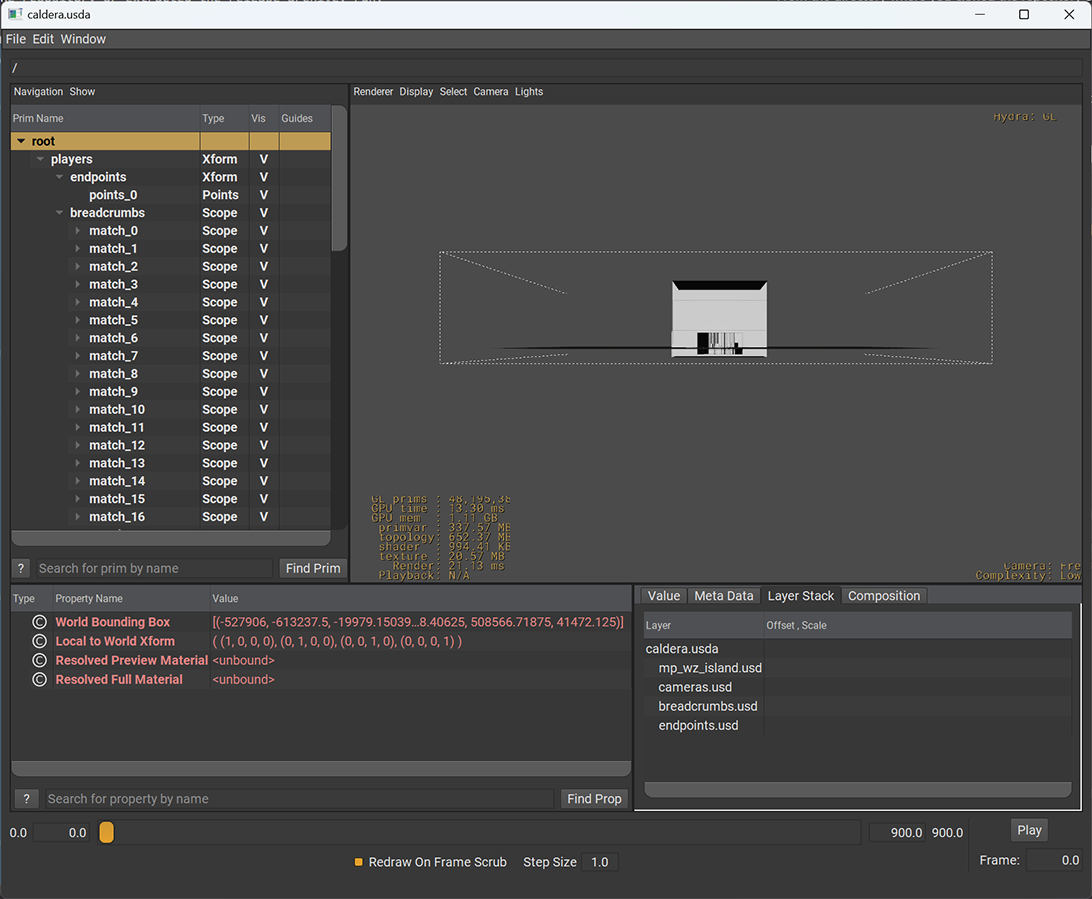 caldera.usda
File Edit Window
/
Navigation Show
Prim Name Type Vis Guides
root
players Xform V
endpoints Xform V
points_0 Points V
breadcrumbs Scope V
match_0 Scope V
match_1 Scope V
match_2 Scope V
match_3 Scope V
match_4 Scope V
match_5 Scope V
match_6 Scope V
match_7 Scope V
match_8 Scope V
match_9 Scope V
match_10 Scope V
match_11 Scope V
match_12 Scope V
match_13 Scope V
match_14 Scope V
match_15 Scope V
match_16 Scope V
? Search for prim by name Find Prim
Renderer Display Select Camera Lights
Hydra: GL
GL prims : 48,195,38
GPU time : 13.30 ms
GPU mem : 1.11 GB
primvar : 337.57 MB
topology: 652.37 MB
shader : 994.41 KB
texture : 20.57 MB
Render: 21.13 ms
Playback: N/A
Camera: Fre
Complexity: Low
Type Property Name Value
World Bounding Box [(-527906, -613237.5, -19979.15039...8.40625, 508566.71875, 41472.125)]
Local to World Xform ( (1, 0, 0, 0), (0, 1, 0, 0), (0, 0, 1, 0), (0, 0, 0, 1) )
Resolved Preview Material <unbound>
Resolved Full Material <unbound>
? Search for property by name Find Prop
Value Meta Data Layer Stack Composition
Layer Offset , Scale
caldera.usda
mp_wz_island.usd
cameras.usd
breadcrumbs.usd
endpoints.usd
0.0 0.0 900.0 900.0 Play
Redraw On Frame Scrub Step Size 1.0 Frame: 0.0